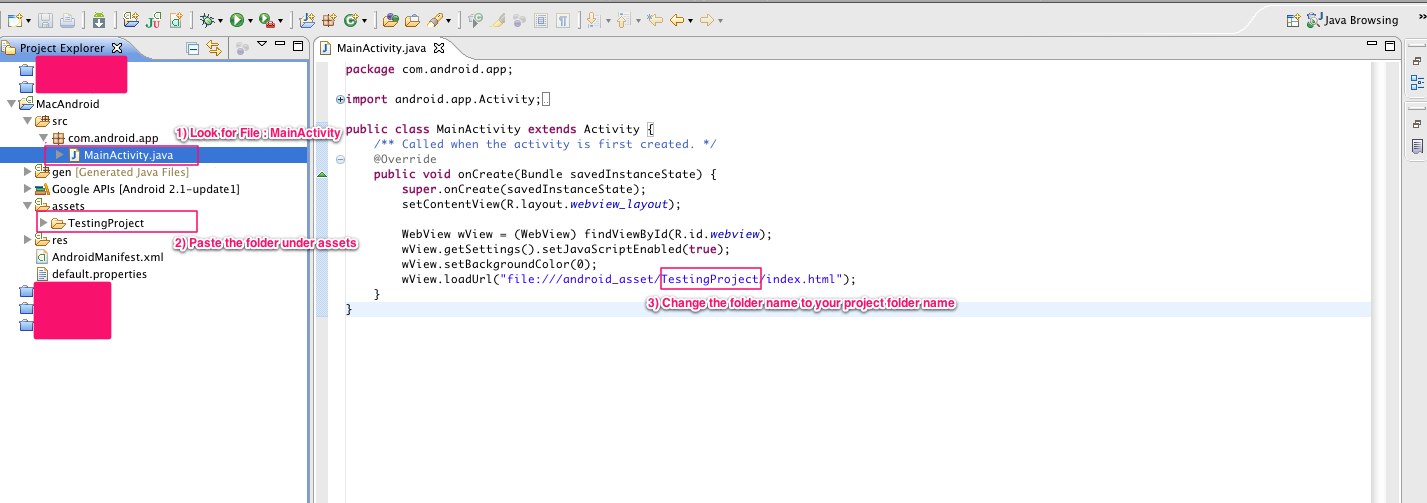 Java Browsing
Project Explorer
MacAndroid
src
com.android.app
1) Look for File : MainActivity
MainActivity.java
gen [Generated Java Files]
Google APIs [Android 2.1-update1]
assets
TestingProject
2) Paste the folder under assets
res
AndroidManifest.xml
default.properties
MainActivity.java
package com.android.app;
import android.app.Activity;
public class MainActivity extends Activity {
/** Called when the activity is first created. */
@Override
public void onCreate(Bundle savedInstanceState) {
super.onCreate(savedInstanceState);
setContentView(R.layout.webview_layout);
WebView wView = (WebView) findViewById(R.id.webview);
wView.getSettings().setJavaScriptEnabled(true);
wView.setBackgroundColor(0);
wView.loadUrl("file:///android_asset/TestingProject/index.html");
}
3) Change the folder name to your project folder name
}